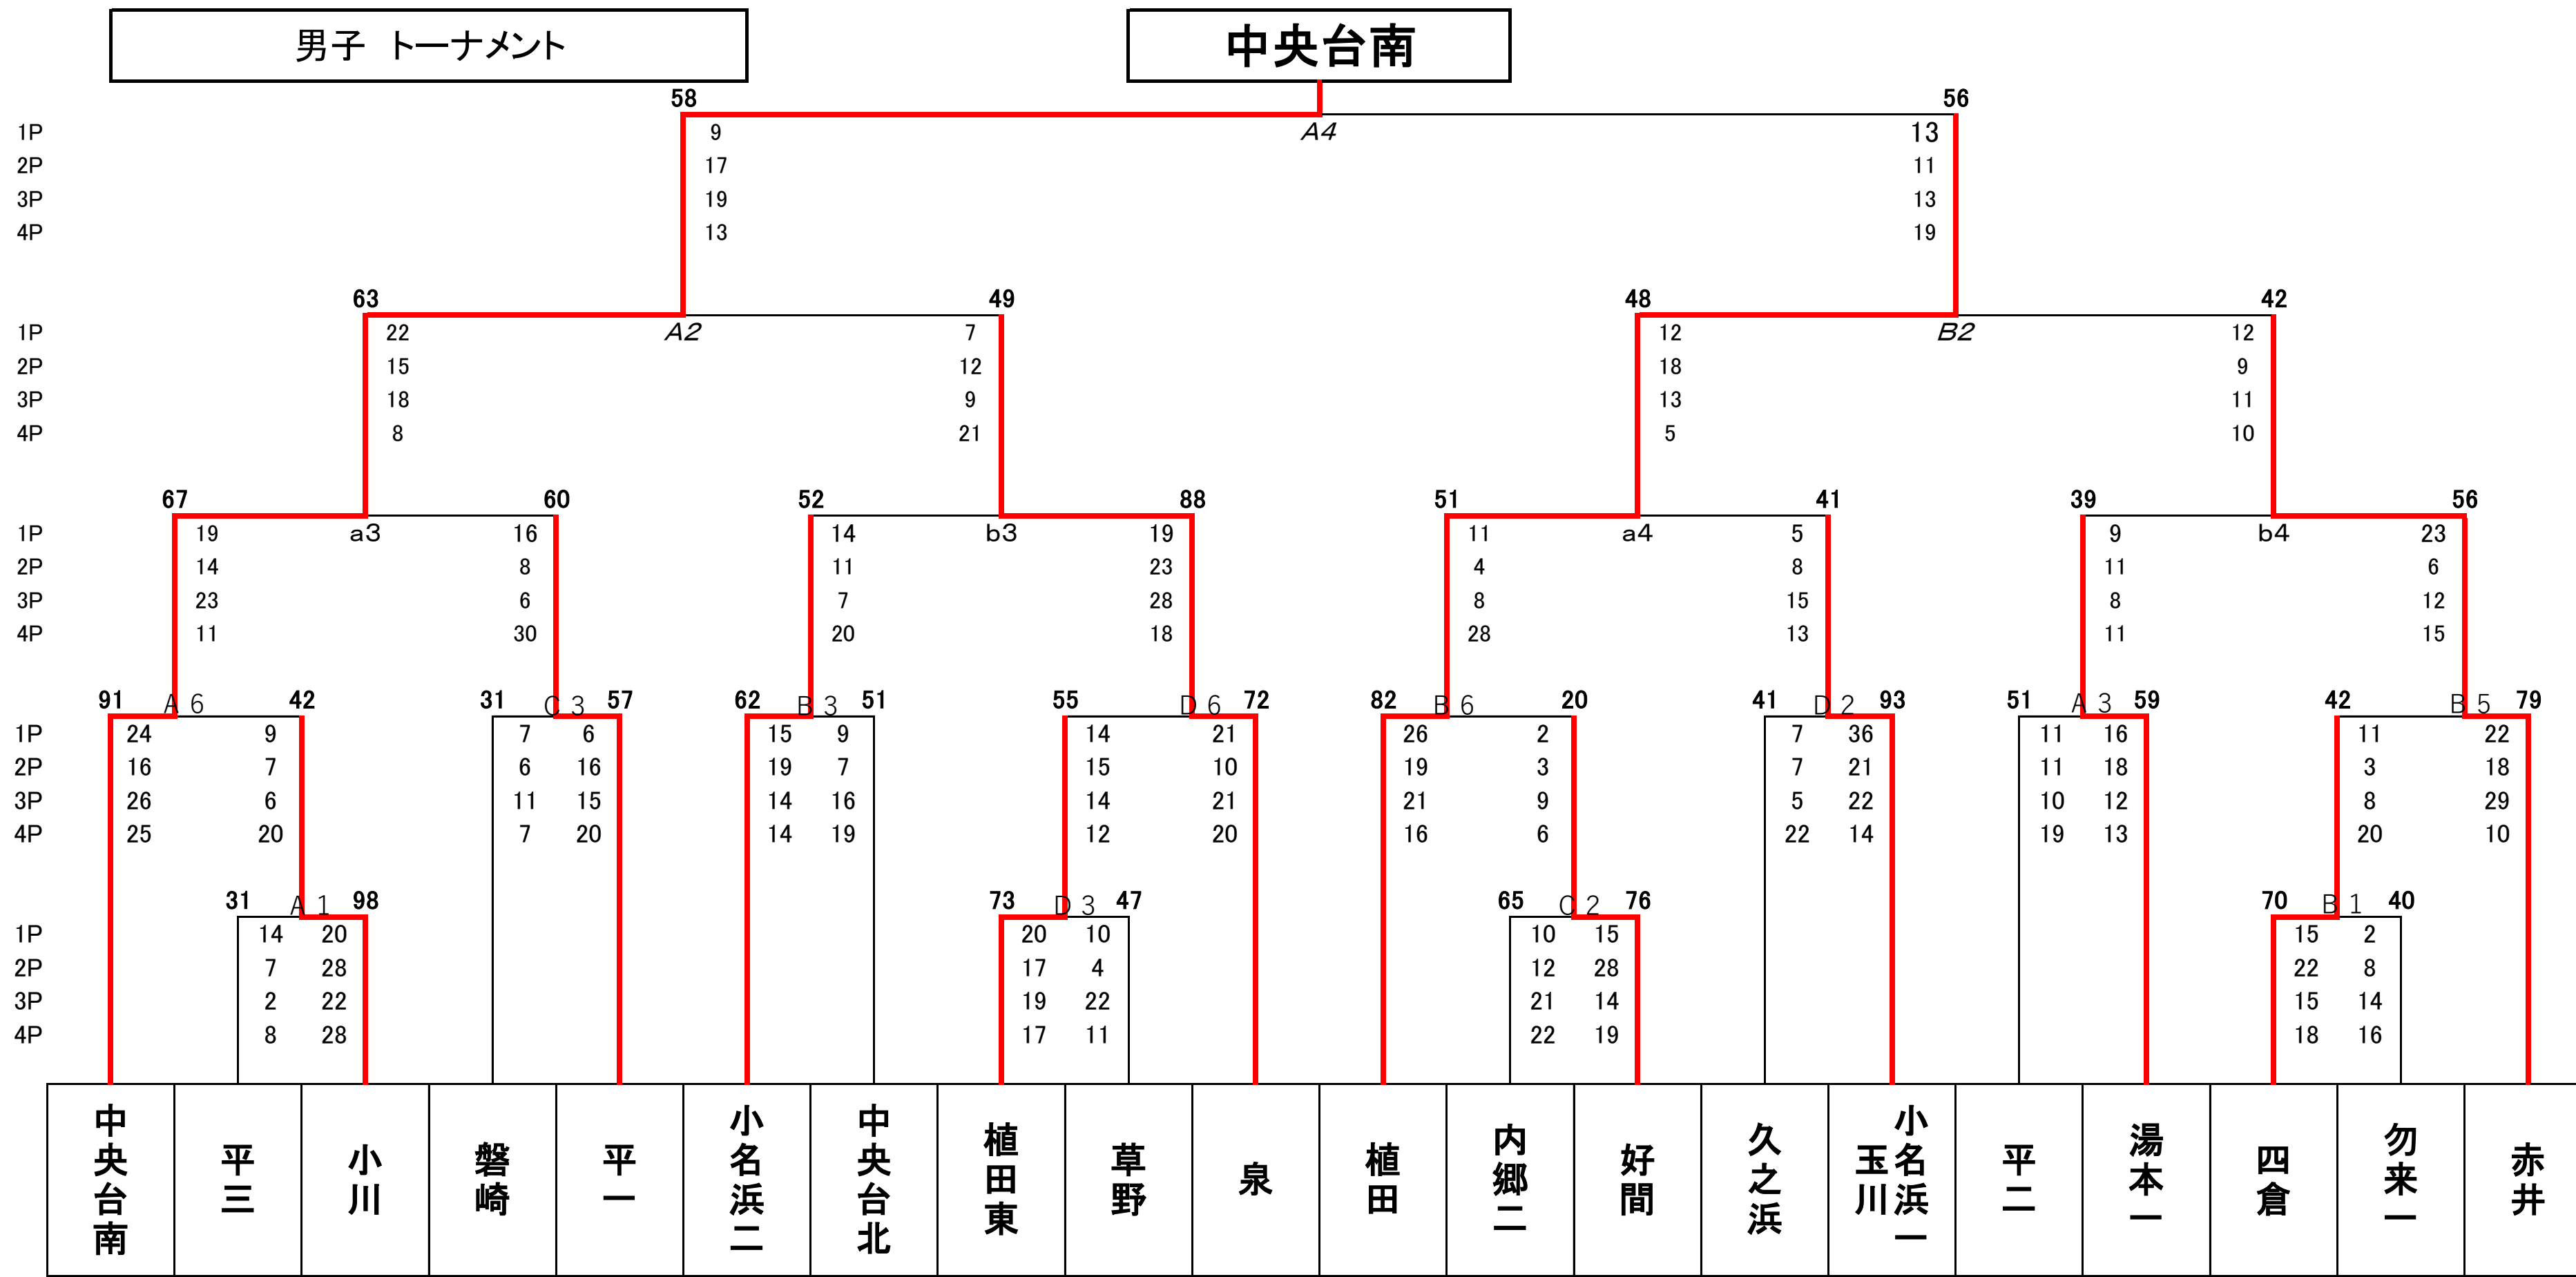 男子　トーナメント
中央台南
58 56
1P 9 A4 13
2P 17 11
3P 19 13
4P 13 19
63 49 48 42
1P 22 A2 7 12 B2 12
2P 15 12 18 9
3P 18 9 13 11
4P 8 21 5 10
67 60 52 88 51 41 39 56
1P 19 a3 16 14 b3 19 11 a4 5 9 b4 23
2P 14 8 11 23 4 8 11 6
3P 23 6 7 28 8 15 8 12
4P 11 30 20 18 28 13 11 15
91 A6 42 31 C3 57 62 B3 51 55 D6 72 82 B6 20 41 D2 93 51 A3 59 42 B5 79
1P 24 9 7 6 15 9 14 21 26 2 7 36 11 16 11 22
2P 16 7 6 16 19 7 15 10 19 3 7 21 11 18 3 18
3P 26 6 11 15 14 16 14 21 21 9 5 22 10 12 8 29
4P 25 20 7 20 14 19 12 20 16 6 22 14 19 13 20 10
31 A1 98 73 D3 47 65 C2 76 70 B1 40
1P 14 20 20 10 10 15 15 2
2P 7 28 17 4 12 28 22 8
3P 2 22 19 22 21 14 15 14
4P 8 28 17 11 22 19 18 16
中央台南
平三
小川
磐崎
平一
小名浜二
中央台北
植田東
草野
泉
植田
内郷二
好間
久之浜
小名浜一
玉川
平二
湯本一
四倉
勿来一
赤井